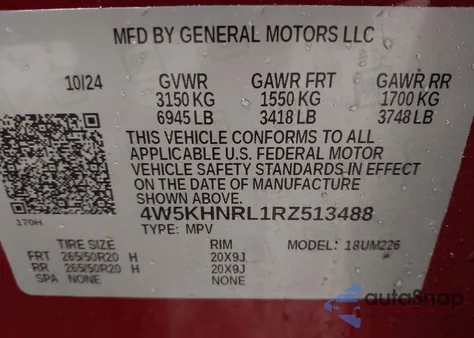 MFD BY GENERAL MOTORS LLC
10/24 GVWR GAWR FRT GAWR RR
3150 KG 1550 KG 1700 KG
6945 LB 3418 LB 3748 LB
THIS VEHICLE CONFORMS TO ALL
APPLICABLE U.S. FEDERAL MOTOR
VEHICLE SAFETY STANDARDS IN EFFECT
ON THE DATE OF MANUFACTURE
SHOWN ABOVE.
4W5KHNRL1RZ513488
170H
TYPE: MPV
TIRE SIZE RIM MODEL: 18UM226
FRT 265/50R20 H 20X9J
RR 265/50R20 H 20X9J
SPA NONE NONE
auta8nap